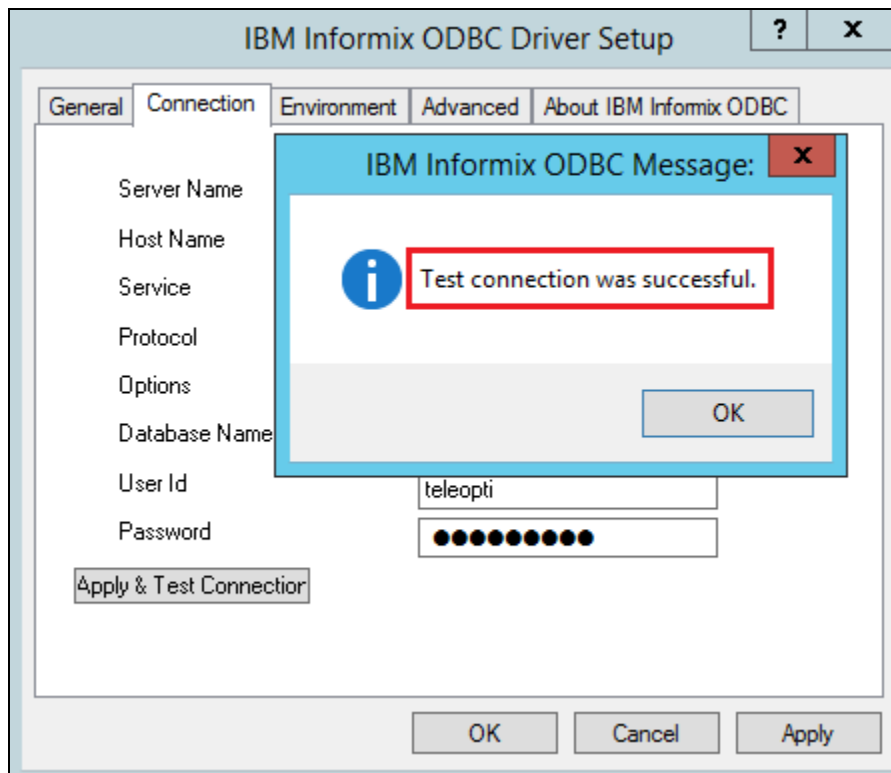 IBM Informix ODBC Driver Setup ? x
General Connection Environment Advanced About IBM Informix ODBC
IBM Informix ODBC Message: x
Server Name
Host Name
Test connection was successful.
Service
Protocol
Options
OK
Database Name
User Id teleopti
Password
Apply & Test Connection
OK Cancel Apply